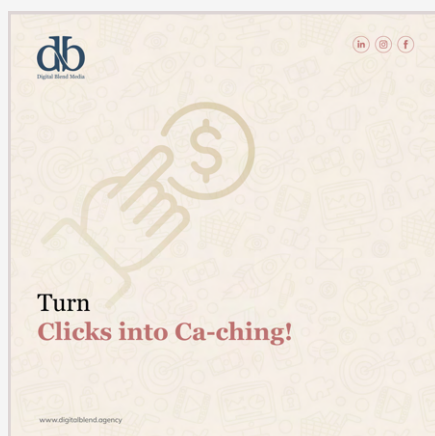 db
Digital Blend Media
Turn
Clicks into Ca-ching!
www.digitalblend.agency